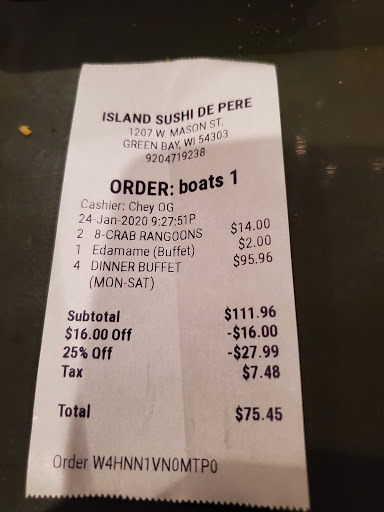 ISLAND SUSHI DE PERE
1207 W. MASON ST.
GREEN BAY, WI 54303
9204719238
ORDER: boats 1
Cashier: Chey OG
24-Jan-2020 9:27:51P
2 8-CRAB RANGOONS $14.00
1 Edamame (Buffet) $2.00
4 DINNER BUFFET $95.96
(MON-SAT)
Subtotal $111.96
$16.00 Off -$16.00
25% Off -$27.99
Tax $7.48
Total $75.45
Order W4HNN1VN0MTP0